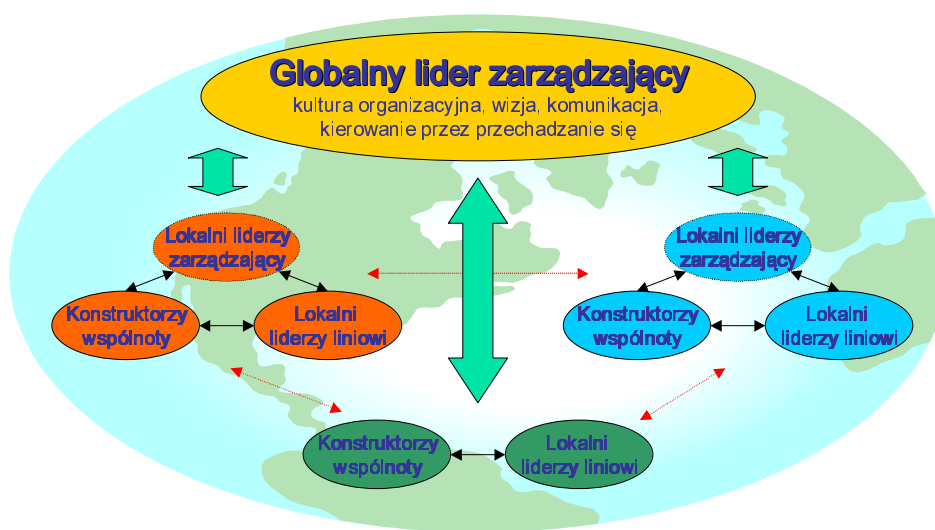 Globalny lider zarządzający
kultura organizacyjna, wizja, komunikacja,
kierowanie przez przechadzanie się
Lokalni liderzy
zarządzający
Konstruktorzy
wspólnoty
Lokalni
liderzy liniowi
Lokalni liderzy
zarządzający
Konstruktorzy
wspólnoty
Lokalni
liderzy liniowi
Konstruktorzy
wspólnoty
Lokalni
liderzy liniowi